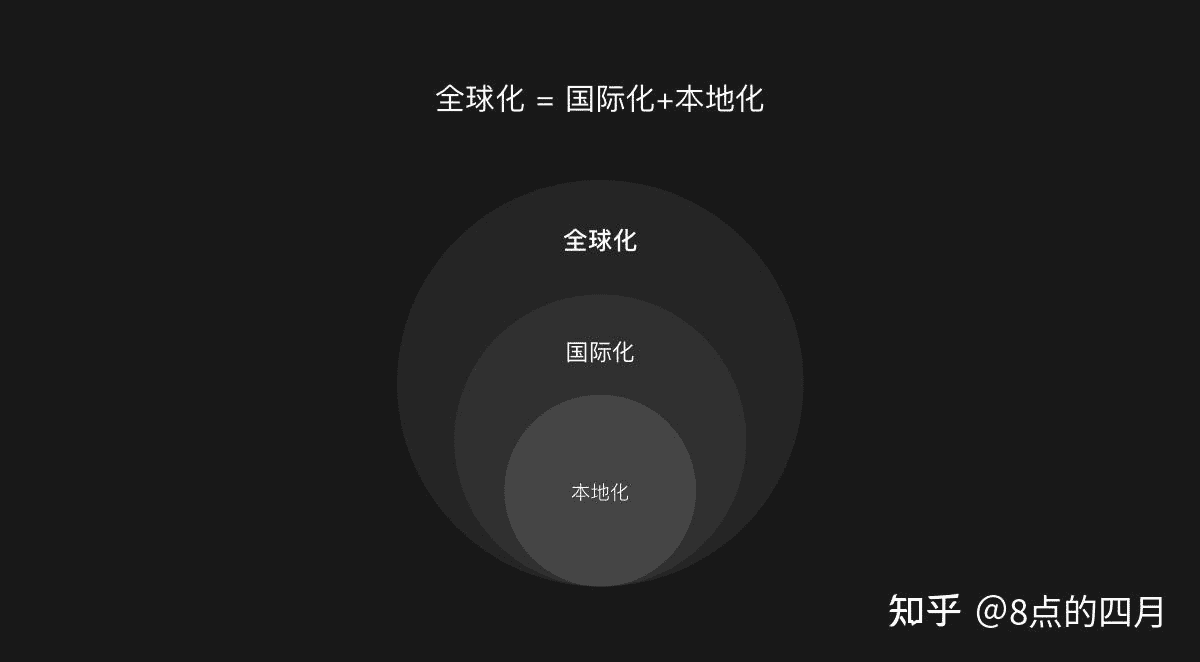 全球化 = 国际化+本地化
全球化
国际化
本地化
知乎 @8点的四月